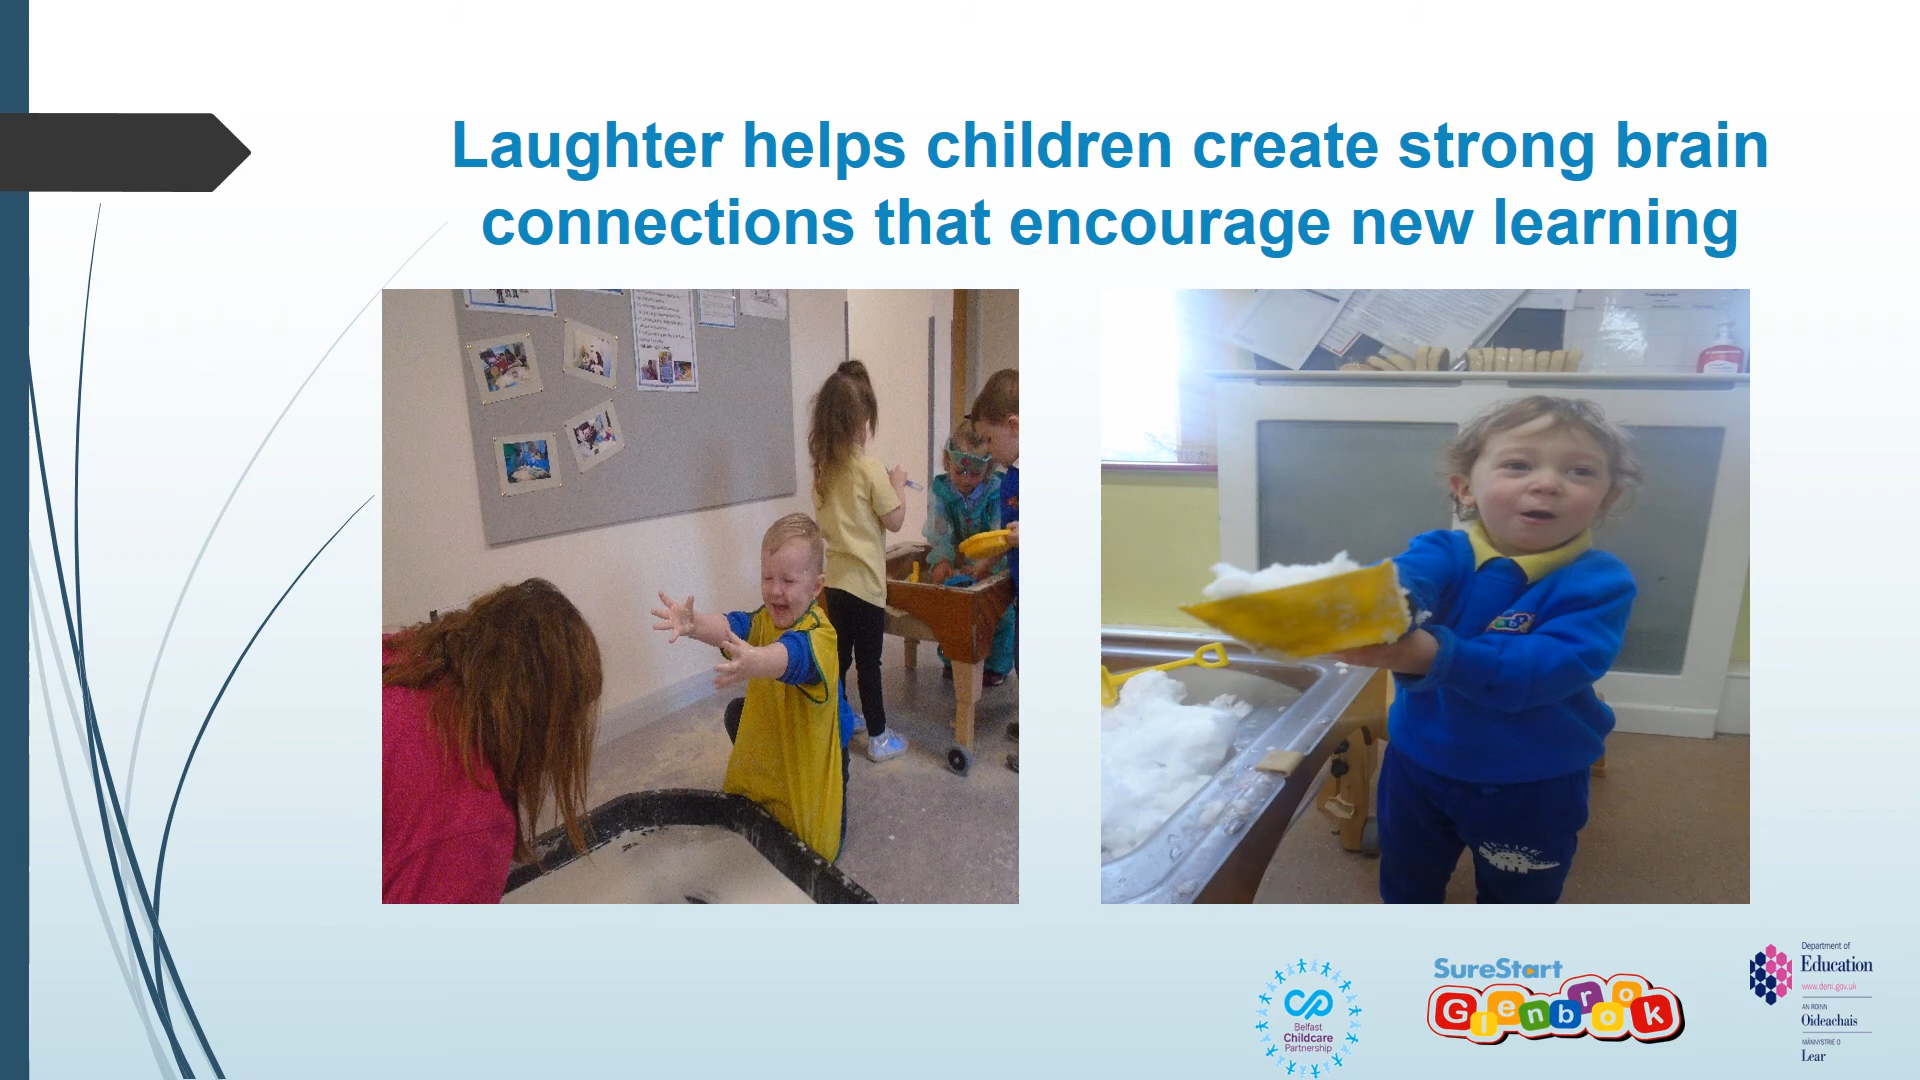 Laughter helps children create strong brain
connections that encourage new learning
Belfast
Childcare
Partnership
SureStart
Glenbrook
Department of
Education
www.deni.gov.uk
AN ROINN
Oideachais
MÄNNYSTRIE O
Lear